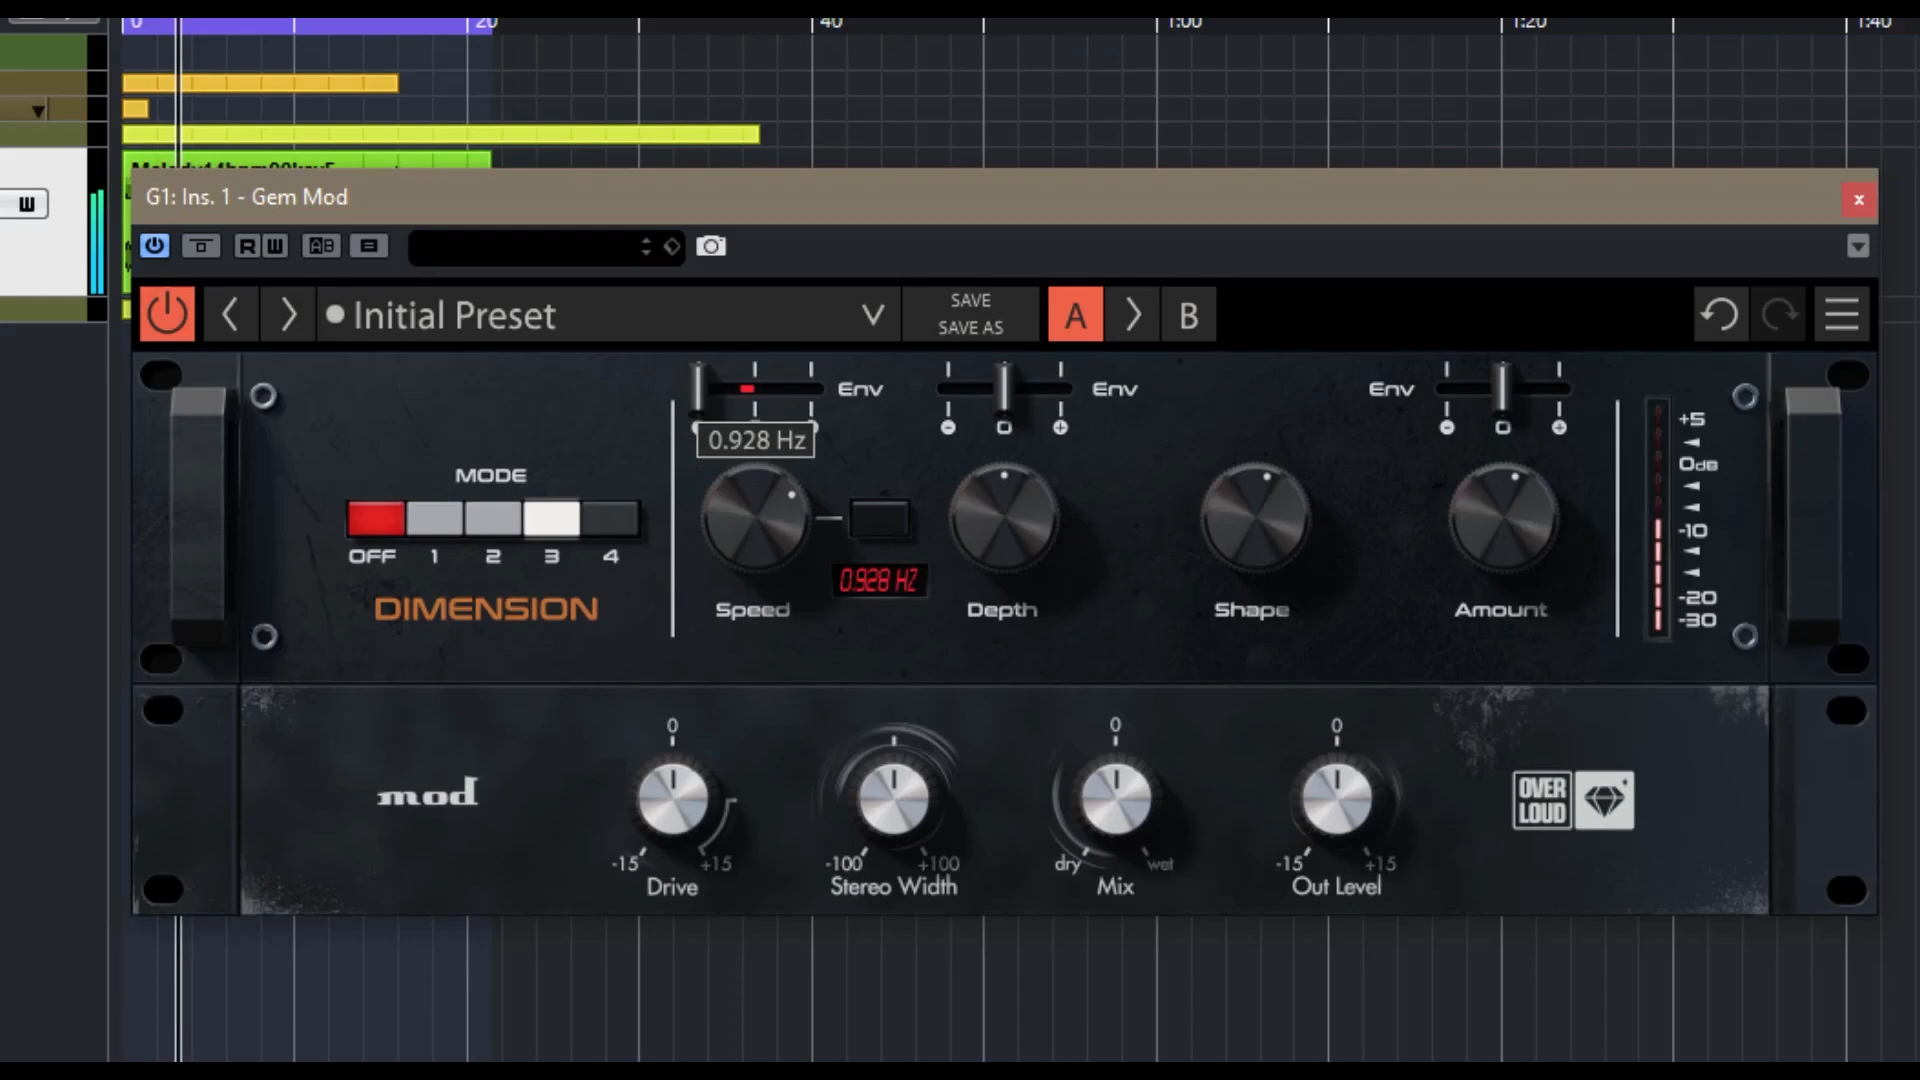 0 20 40 1:00 1:20 1:40
G1: Ins. 1 - Gem Mod
x
R W AB
Initial Preset
SAVE
SAVE AS
A
B
Env
Env
Env
0.928 Hz
MODE
OFF 1 2 3 4
DIMENSION
0.928 HZ
Speed
Depth
Shape
Amount
+5
0dB
-10
-20
-30
mod
0
-15 +15
Drive
-100 +100
Stereo Width
0
dry wet
Mix
0
-15 +15
Out Level
OVER
LOUD